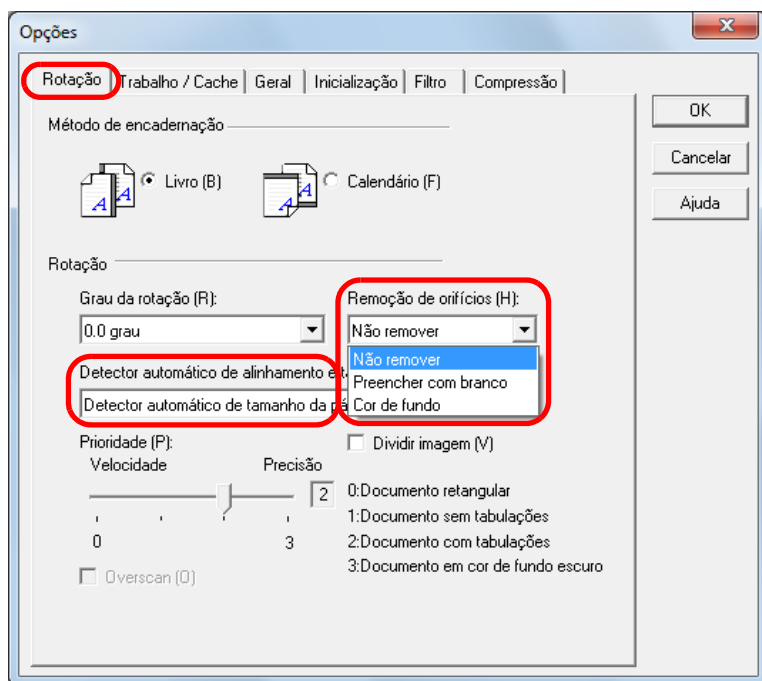 Opções
Rotação Trabalho / Cache Geral Inicialização Filtro Compressão
OK
Cancelar
Ajuda
Método de encadernação
A A Livro (B) A A Calendário (F)
Rotação
Grau da rotação (R): Remoção de orifícios (H):
0.0 grau Não remover
Não remover
Preencher com branco
Cor de fundo
Detector automático de alinhamento e
Detector automático de tamanho da
Prioridade (P): Dividir imagem (V)
Velocidade Precisão
2
0 3
0:Documento retangular
1:Documento sem tabulações
2:Documento com tabulações
3:Documento em cor de fundo escuro
Overscan (O)